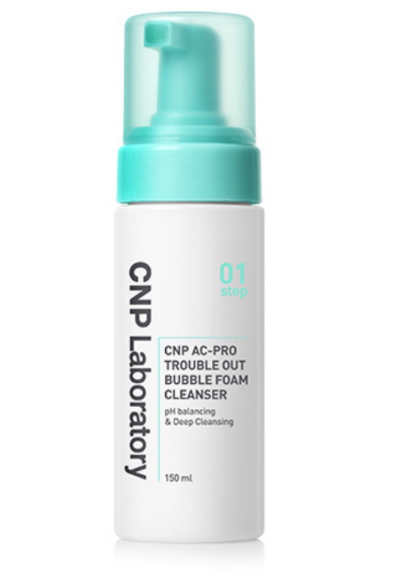 01
step
CNP Laboratory
CNP AC-PRO
TROUBLE OUT
BUBBLE FOAM
CLEANSER
pH balancing
& Deep Cleansing
150 ml